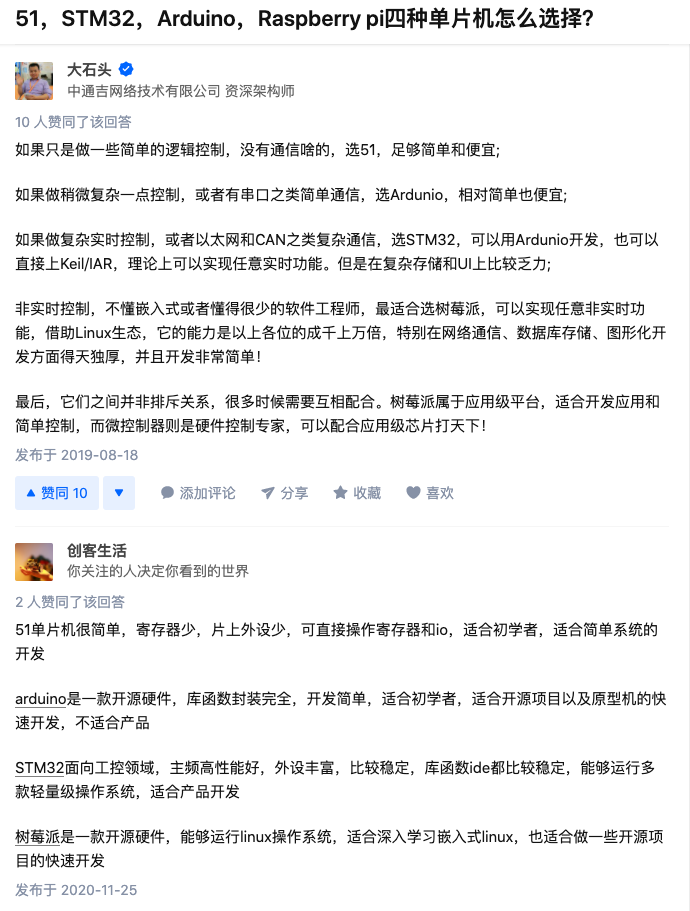 51，STM32，Arduino，Raspberry pi四种单片机怎么选择?
大石头
中通吉网络技术有限公司 资深架构师
10 人赞同了该回答
如果只是做一些简单的逻辑控制，没有通信啥的，选51，足够简单和便宜;
如果做稍微复杂一点控制，或者有串口之类简单通信，选Ardunio，相对简单也便宜;
如果做复杂实时控制，或者以太网和CAN之类复杂通信，选STM32，可以用Ardunio开发，也可以
直接上Keil/IAR，理论上可以实现任意实时功能。但是在复杂存储和UI上比较乏力;
非实时控制，不懂嵌入式或者懂得很少的软件工程师，最适合选树莓派，可以实现任意非实时功
能，借助Linux生态，它的能力是以上各位的成千上万倍，特别在网络通信、数据库存储、图形化开
发方面得天独厚，并且开发非常简单！
最后，它们之间并非排斥关系，很多时候需要互相配合。树莓派属于应用级平台，适合开发应用和
简单控制，而微控制器则是硬件控制专家，可以配合应用级芯片打天下！
发布于 2019-08-18
赞同 10 添加评论 分享 收藏 喜欢
创客生活
你关注的人决定你看到的世界
2 人赞同了该回答
51单片机很简单，寄存器少，片上外设少，可直接操作寄存器和io，适合初学者，适合简单系统的
开发
arduino是一款开源硬件，库函数封装完全，开发简单，适合初学者，适合开源项目以及原型机的快
速开发，不适合产品
STM32面向工控领域，主频高性能好，外设丰富，比较稳定，库函数ide都比较稳定，能够运行多
款轻量级操作系统，适合产品开发
树莓派是一款开源硬件，能够运行linux操作系统，适合深入学习嵌入式linux，也适合做一些开源项
目的快速开发
发布于 2020-11-25